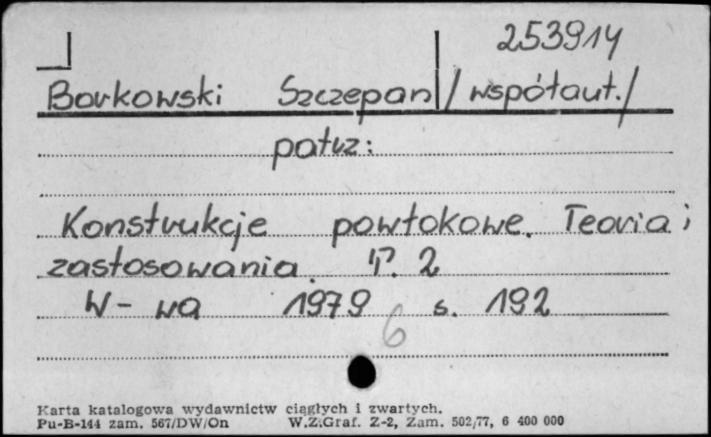 253914
Borkowski Szczepan /współaut./
patrz:
Konstrukcje powłokowe. Teoria i
zastosowania. T. 2
W-wa 1979 s. 192
6
Karta katalogowa wydawnictw ciągłych i zwartych.
Pu-B-144 zam. 567/DW/On W.Z.Graf. Z-2, Zam. 502/77, 6 400 000